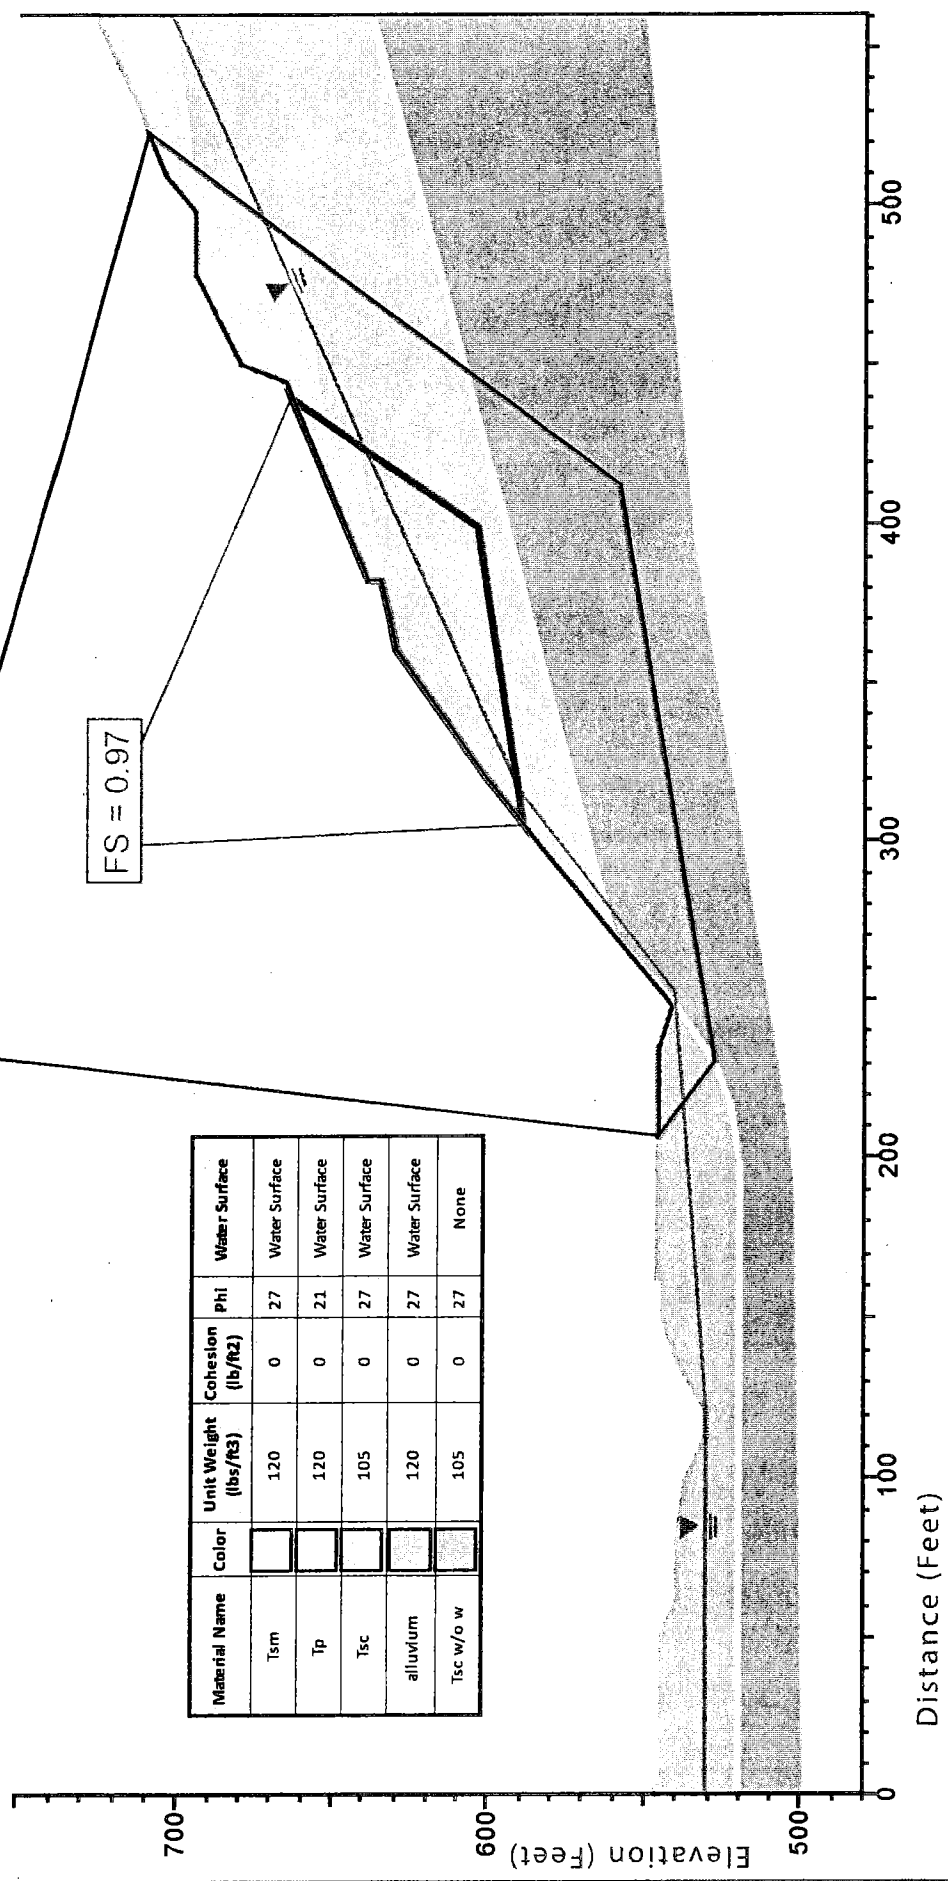 FS = 0.97
Material Name Color Unit Weight (lbs/ft3) Cohesion (lb/ft2) Phi Water Surface
Tsm 120 0 27 Water Surface
Tp 120 0 21 Water Surface
Tsc 105 0 27 Water Surface
alluvium 120 0 27 Water Surface
Tsc w/o w 105 0 27 None
700
600
500
Elevation (Feet)
0 100 200 300 400 500
Distance (Feet)